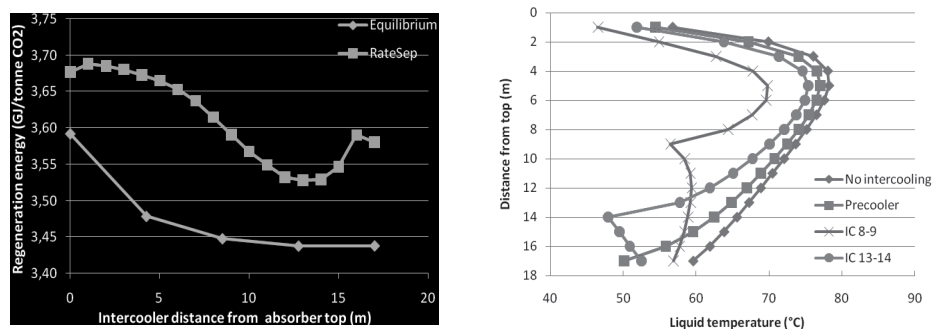 3,75
3,70
3,65
3,60
3,55
3,50
3,45
3,40
Regeneration energy (GJ/tonne CO2)
Equilibrium
RateSep
0 5 10 15 20
Intercooler distance from absorber top (m)
0
2
4
6
8
10
12
14
16
18
Distance from top (m)
No intercooling
Precooler
IC 8-9
IC 13-14
40 50 60 70 80 90
Liquid temperature (°C)